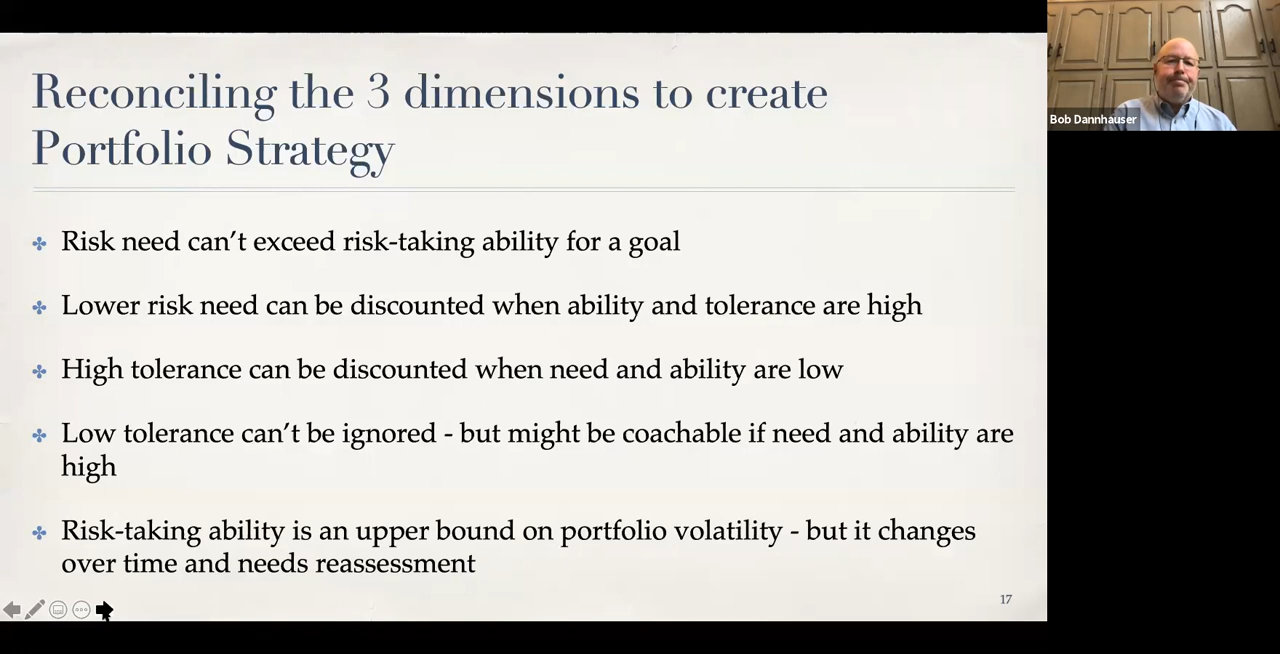 Reconciling the 3 dimensions to create
Portfolio Strategy
Risk need can’t exceed risk-taking ability for a goal
Lower risk need can be discounted when ability and tolerance are high
High tolerance can be discounted when need and ability are low
Low tolerance can’t be ignored - but might be coachable if need and ability are
high
Risk-taking ability is an upper bound on portfolio volatility - but it changes
over time and needs reassessment
17
Bob Dannhauser